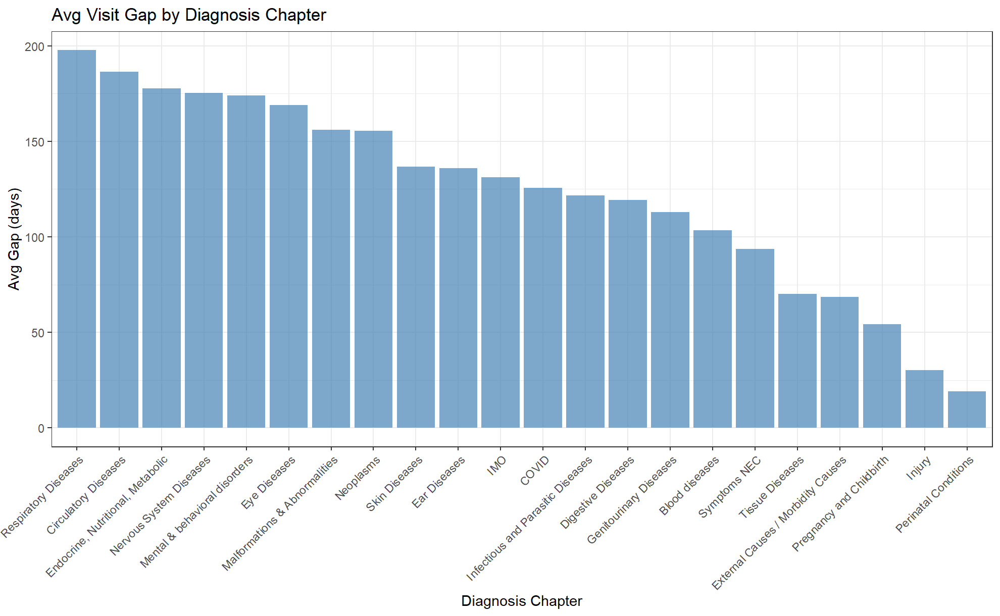 Avg Visit Gap by Diagnosis Chapter
Avg Gap (days)
200
150
100
50
0
Respiratory Diseases
Circulatory Diseases
Endocrine, Nutritional, Metabolic
Nervous System Diseases
Mental & behavioral disorders
Eye Diseases
Malformations & Abnormalities
Neoplasms
Skin Diseases
Ear Diseases
IMO
COVID
Infectious and Parasitic Diseases
Digestive Diseases
Genitourinary Diseases
Blood diseases
Symptoms NEC
Tissue Diseases
External Causes / Morbidity Causes
Pregnancy and Childbirth
Injury
Perinatal Conditions
Diagnosis Chapter